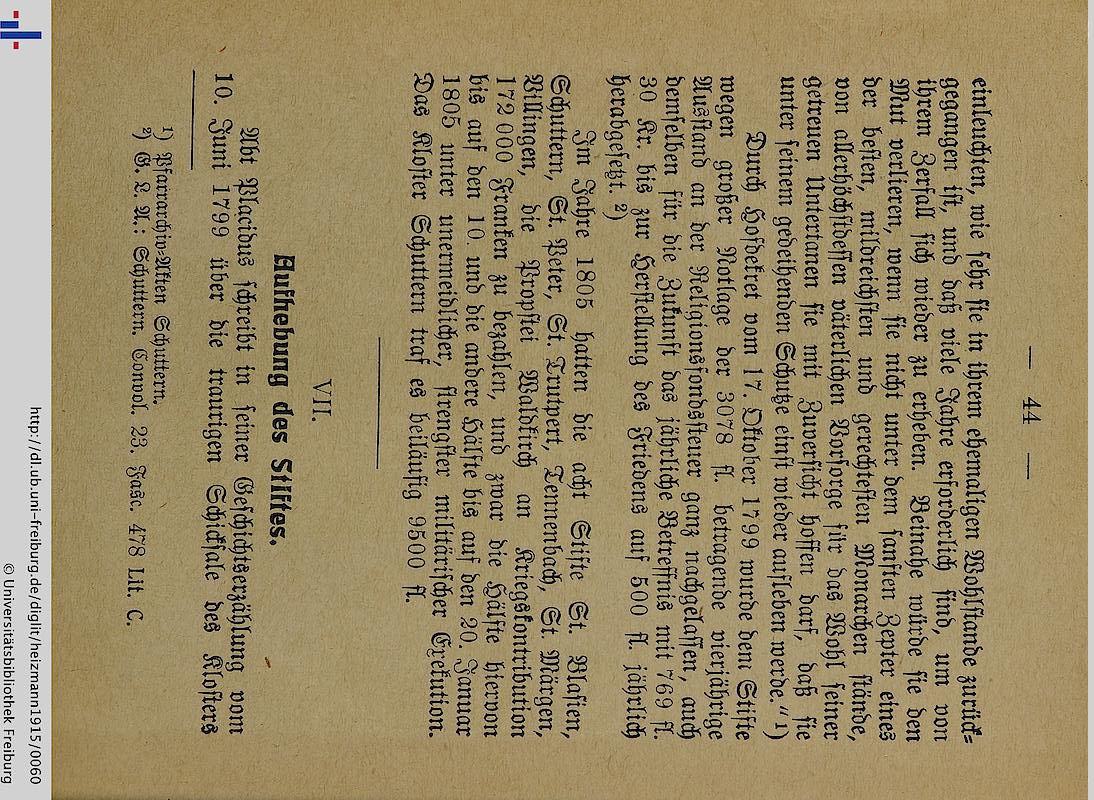 — 44 —
einleuchten, wie sehr sie in ihrem ehemaligen Wohlstande zurück-
gegangen ist, und daß viele Jahre erforderlich sind, um von
ihrem Zerfall sich wieder zu erheben. Beinahe würde sie den
Mut verlieren, wenn sie nicht unter dem sanften Zepter eines
der besten, mildreichsten und gerechtesten Monarchen stände,
von allerhöchstdessen väterlichen Vorsorge für das Wohl seiner
getreuen Untertanen sie mit Zuversicht hoffen darf, daß sie
unter seinem gedeihenden Schutze einst wieder aufleben werde."¹)
Durch Hofdekret vom 17. Oktober 1799 wurde dem Stifte
wegen großer Notlage der 3078 fl. betragende vierjährige
Ausstand an der Religionsfondssteuer ganz nachgelassen, auch
demselben für die Zukunft das jährliche Betreffnis mit 769 fl.
30 Kr. bis zur Herstellung des Friedens auf 500 fl. jährlich
herabgesetzt. ²)
Im Jahre 1805 hatten die acht Stifte St. Blasien,
Schuttern, St. Peter, St. Trutpert, Tennenbach, St. Märgen,
Villingen, die Propstei Waldkirch an Kriegskontribution
172 000 Franken zu bezahlen, und zwar die Hälfte hiervon
bis auf den 10. und die andere Hälfte bis auf den 20. Januar
1805 unter unermeidlicher, strengster militärischer Exekution.
Das Kloster Schuttern traf es beiläufig 9500 fl.
VII.
Aufhebung des Stiftes.
Abt Placidus schreibt in seiner Geschichtserzählung vom
10. Juni 1799 über die traurigen Schicksale des Klosters
¹) Pfarrarchiv-Akten Schuttern.
²) G. L. A.: Schuttern. Convol. 23. Fasc. 478 Lit. C.
http://dl.ub.uni-freiburg.de/diglit/heizmann1915/0060
© Universitätsbibliothek Freiburg